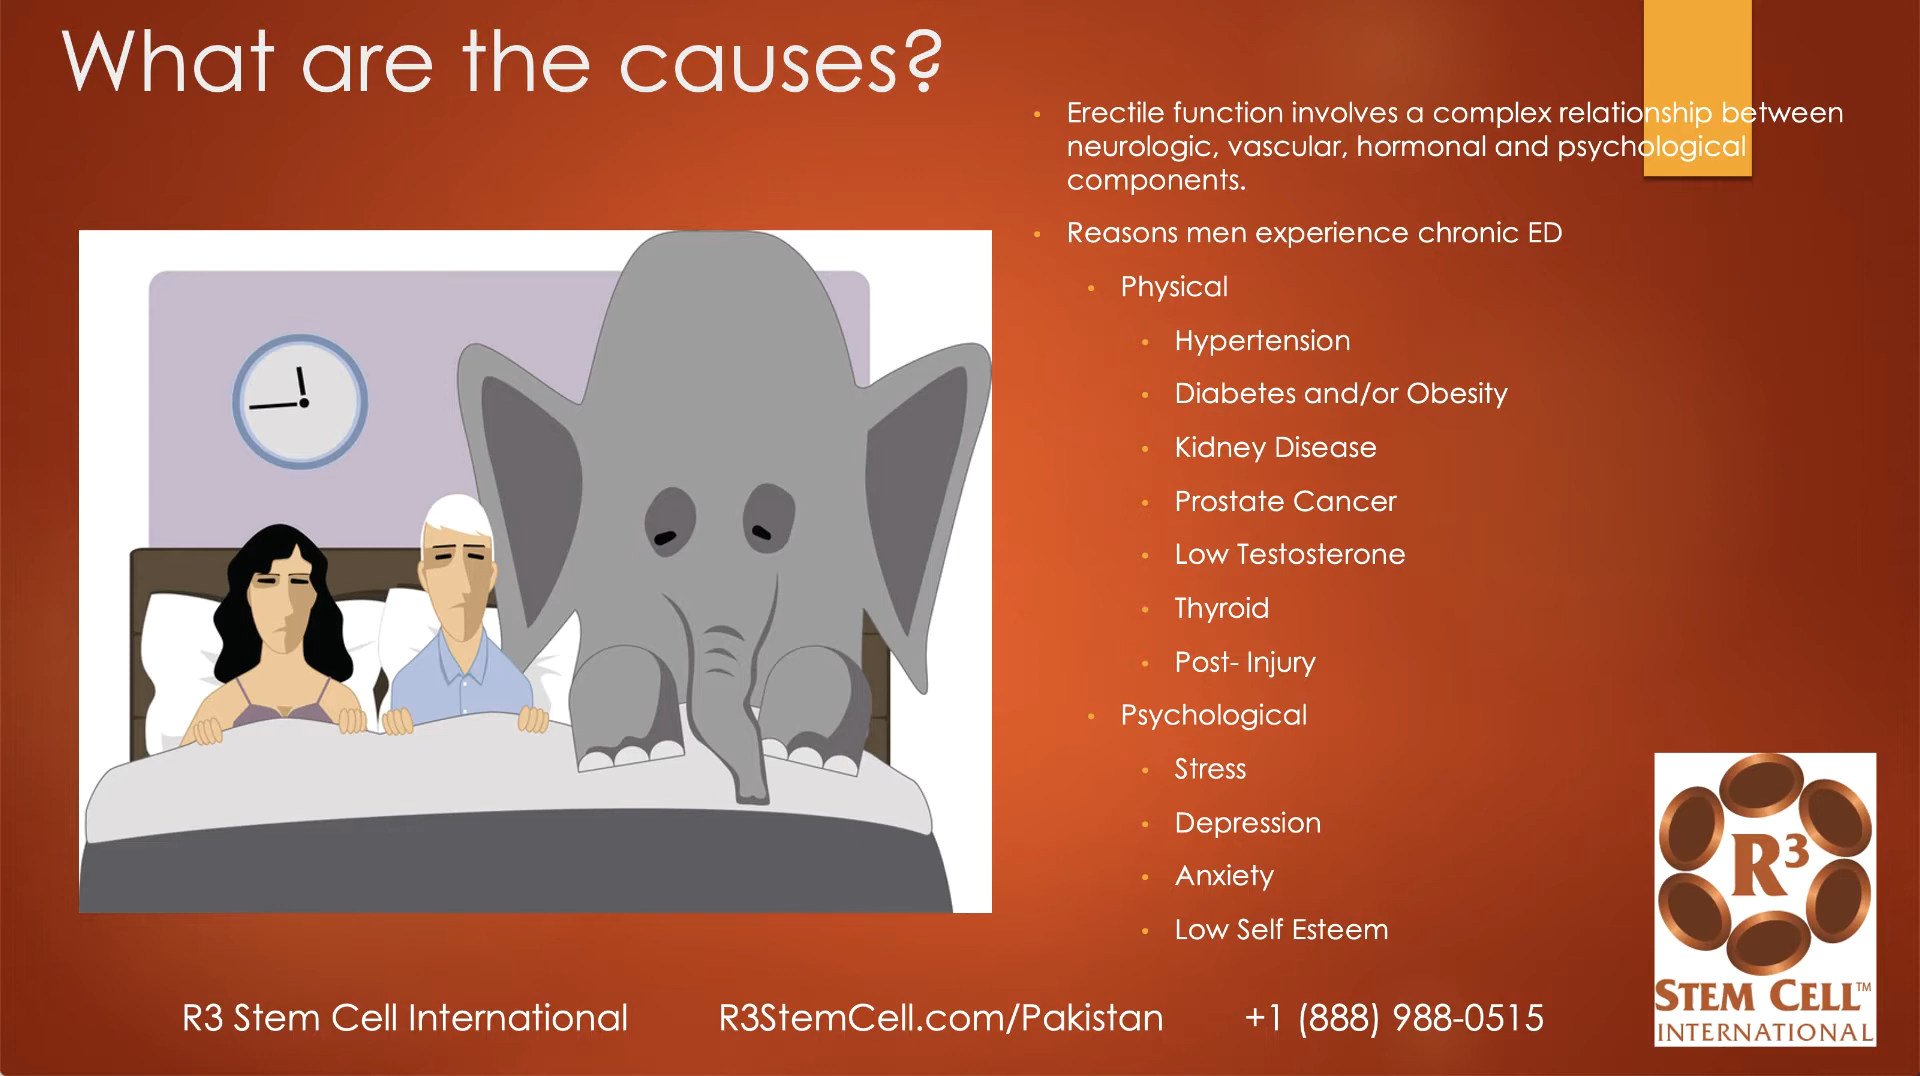 What are the causes?
• Erectile function involves a complex relationship between
neurologic, vascular, hormonal and psychological
components.
• Reasons men experience chronic ED
• Physical
• Hypertension
• Diabetes and/or Obesity
• Kidney Disease
• Prostate Cancer
• Low Testosterone
• Thyroid
• Post- Injury
• Psychological
• Stress
• Depression
• Anxiety
• Low Self Esteem
R3
STEM CELL™
INTERNATIONAL
R3 Stem Cell International R3StemCell.com/Pakistan +1 (888) 988-0515